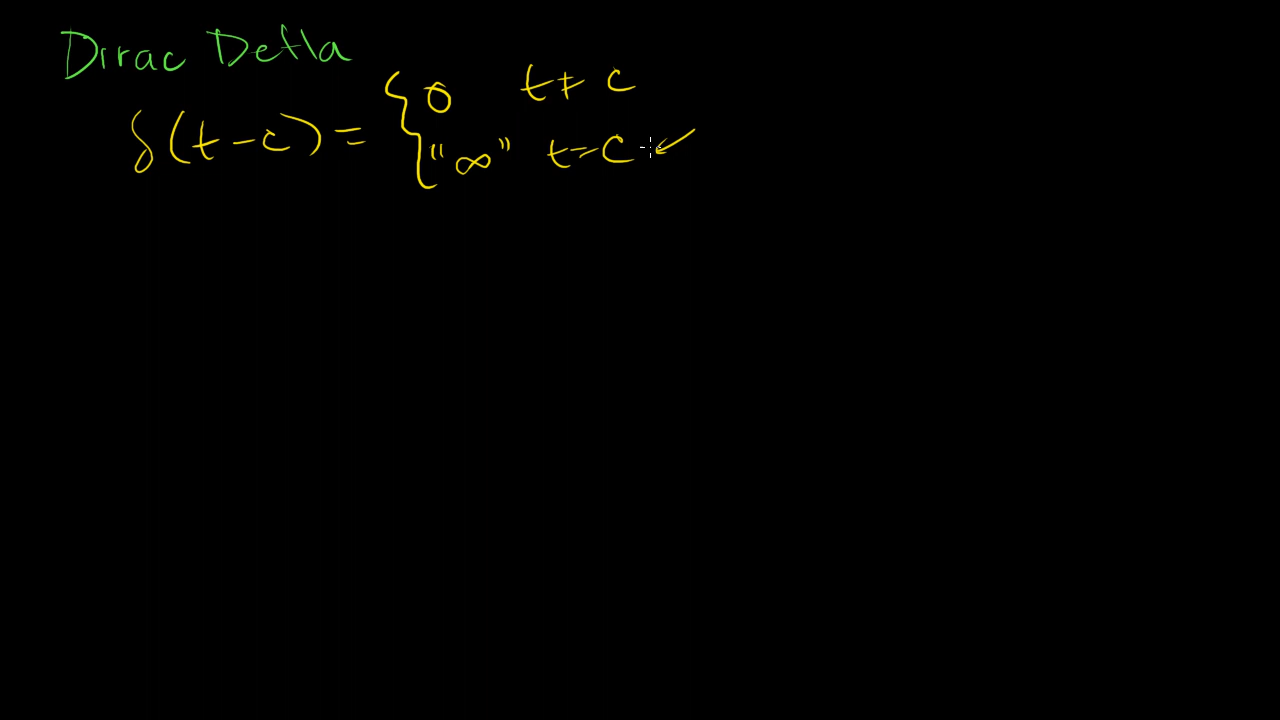 Dirac Delta
δ(t-c) = { 0 t ≠ c
"∞" t = c